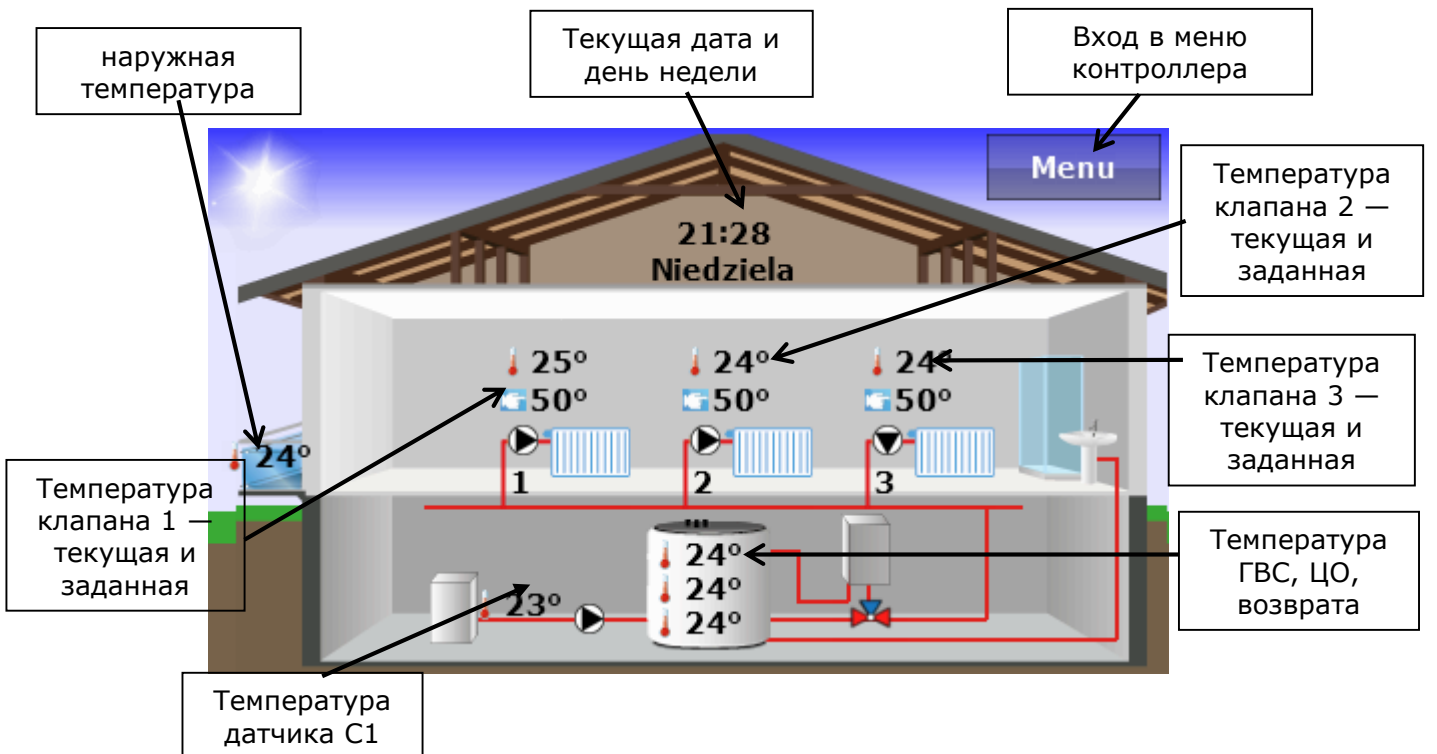 наружная
температура
Текущая дата и
день недели
Вход в меню
контроллера
Menu
21:28
Niedziela
Температура
клапана 2 —
текущая и
заданная
25°
24°
24°
50°
50°
50°
Температура
клапана 3 —
текущая и
заданная
24°
1
2
3
Температура
клапана 1 —
текущая и
заданная
24°
24°
24°
23°
Температура
ГВС, ЦО,
возврата
Температура
датчика С1